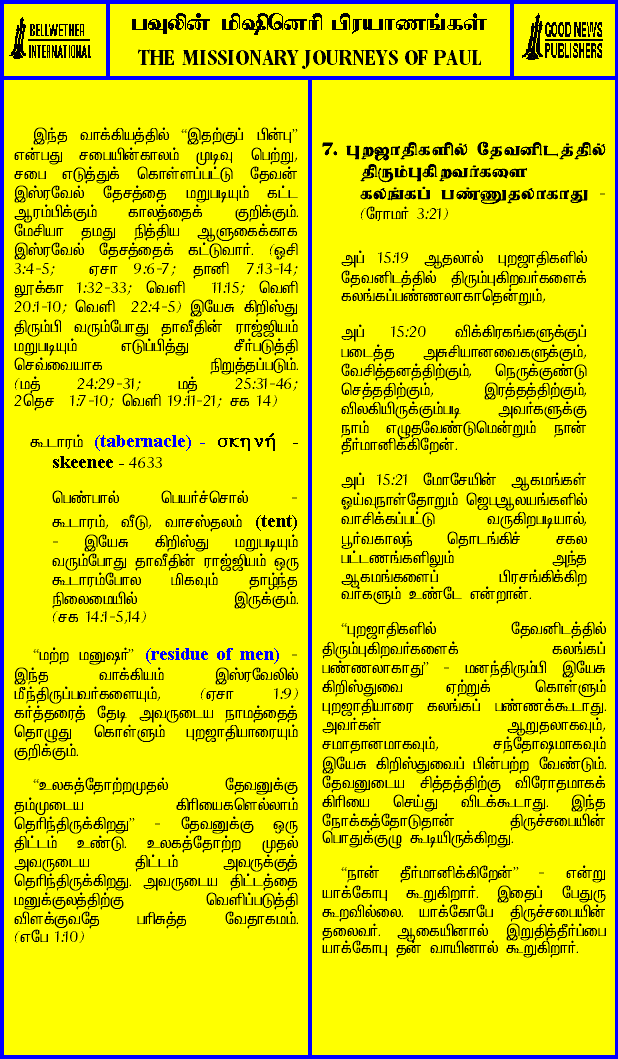 BELLWETHER
INTERNATIONAL
பவுலின் மிஷினெரி பிரயாணங்கள்
THE MISSIONARY JOURNEYS OF PAUL
GOOD NEWS
PUBLISHERS
இந்த வாக்கியத்தில் “இதற்குப் பின்பு”
என்பது சபையின்காலம் முடிவு பெற்று,
சபை எடுத்துக் கொள்ளப்பட்டு தேவன்
இஸ்ரவேல் தேசத்தை மறுபடியும் கட்ட
ஆரம்பிக்கும் காலத்தைக் குறிக்கும்.
மேசியா தமது நித்திய ஆளுகைக்காக
இஸ்ரவேல் தேசத்தைக் கட்டுவார். (ஓசி
3:4-5; ஏசா 9:6-7; தானி 7:13-14;
லூக்கா 1:32-33; வெளி 11:15; வெளி
20:1-10; வெளி 22:4-5) இயேசு கிறிஸ்து
திரும்பி வரும்போது தாவீதின் ராஜ்ஜியம்
மறுபடியும் எடுப்பித்து சீர்படுத்தி
செவ்வையாக நிறுத்தப்படும்.
(மத் 24:29-31; மத் 25:31-46;
2தெச 1:7-10; வெளி 19:11-21; சக 14)
கூடாரம் (tabernacle) - σκηνή -
skeenee - 4633
பெண்பால் பெயர்ச்சொல் -
கூடாரம், வீடு, வாசஸ்தலம் (tent)
- இயேசு கிறிஸ்து மறுபடியும்
வரும்போது தாவீதின் ராஜ்ஜியம் ஒரு
கூடாரம்போல மிகவும் தாழ்ந்த
நிலைமையில் இருக்கும்.
(சக 14:1-5,14)
“மற்ற மனுஷர்” (residue of men) -
இந்த வாக்கியம் இஸ்ரவேலில்
மீந்திருப்பவர்களையும், (ஏசா 1:9)
கர்த்தரைத் தேடி அவருடைய நாமத்தைத்
தொழுது கொள்ளும் புறஜாதியாரையும்
குறிக்கும்.
“உலகத்தோற்றமுதல் தேவனுக்கு
தம்முடைய கிரியைகளெல்லாம்
தெரிந்திருக்கிறது” - தேவனுக்கு ஒரு
திட்டம் உண்டு. உலகத்தோற்ற முதல்
அவருடைய திட்டம் அவருக்குத்
தெரிந்திருக்கிறது. அவருடைய திட்டத்தை
மனுக்குலத்திற்கு வெளிப்படுத்தி
விளக்குவதே பரிசுத்த வேதாகமம்.
(எபே 1:10)
7. புறஜாதிகளில் தேவனிடத்தில்
திரும்புகிறவர்களை
கலங்கப் பண்ணுதலாகாது -
(ரோமர் 3:21)
அப் 15:19 ஆதலால் புறஜாதிகளில்
தேவனிடத்தில் திரும்புகிறவர்களைக்
கலங்கப்பண்ணலாகாதென்றும்,
அப் 15:20 விக்கிரகங்களுக்குப்
படைத்த அசுசியானவைகளுக்கும்,
வேசித்தனத்திற்கும், நெருக்குண்டு
செத்ததிற்கும், இரத்தத்திற்கும்,
விலகியிருக்கும்படி அவர்களுக்கு
நாம் எழுதவேண்டுமென்றும் நான்
தீர்மானிக்கிறேன்.
அப் 15:21 மோசேயின் ஆகமங்கள்
ஓய்வுநாள்தோறும் ஜெபஆலயங்களில்
வாசிக்கப்பட்டு வருகிறபடியால்,
பூர்வகாலந் தொடங்கிச் சகல
பட்டணங்களிலும் அந்த
ஆகமங்களைப் பிரசங்கிக்கிற
வர்களும் உண்டே என்றான்.
“புறஜாதிகளில் தேவனிடத்தில்
திரும்புகிறவர்களைக் கலங்கப்
பண்ணலாகாது” - மனந்திரும்பி இயேசு
கிறிஸ்துவை ஏற்றுக் கொள்ளும்
புறஜாதியாரை கலங்கப் பண்ணக்கூடாது.
அவர்கள் ஆறுதலாகவும்,
சமாதானமாகவும், சந்தோஷமாகவும்
இயேசு கிறிஸ்துவைப் பின்பற்ற வேண்டும்.
தேவனுடைய சித்தத்திற்கு விரோதமாகக்
கிரியை செய்து விடக்கூடாது. இந்த
நோக்கத்தோடுதான் திருச்சபையின்
பொதுக்குழு கூடியிருக்கிறது.
“நான் தீர்மானிக்கிறேன்” - என்று
யாக்கோபு கூறுகிறார். இதைப் பேதுரு
கூறவில்லை. யாக்கோபே திருச்சபையின்
தலைவர். ஆகையினால் இறுதித்தீர்ப்பை
யாக்கோபு தன் வாயினால் கூறுகிறார்.